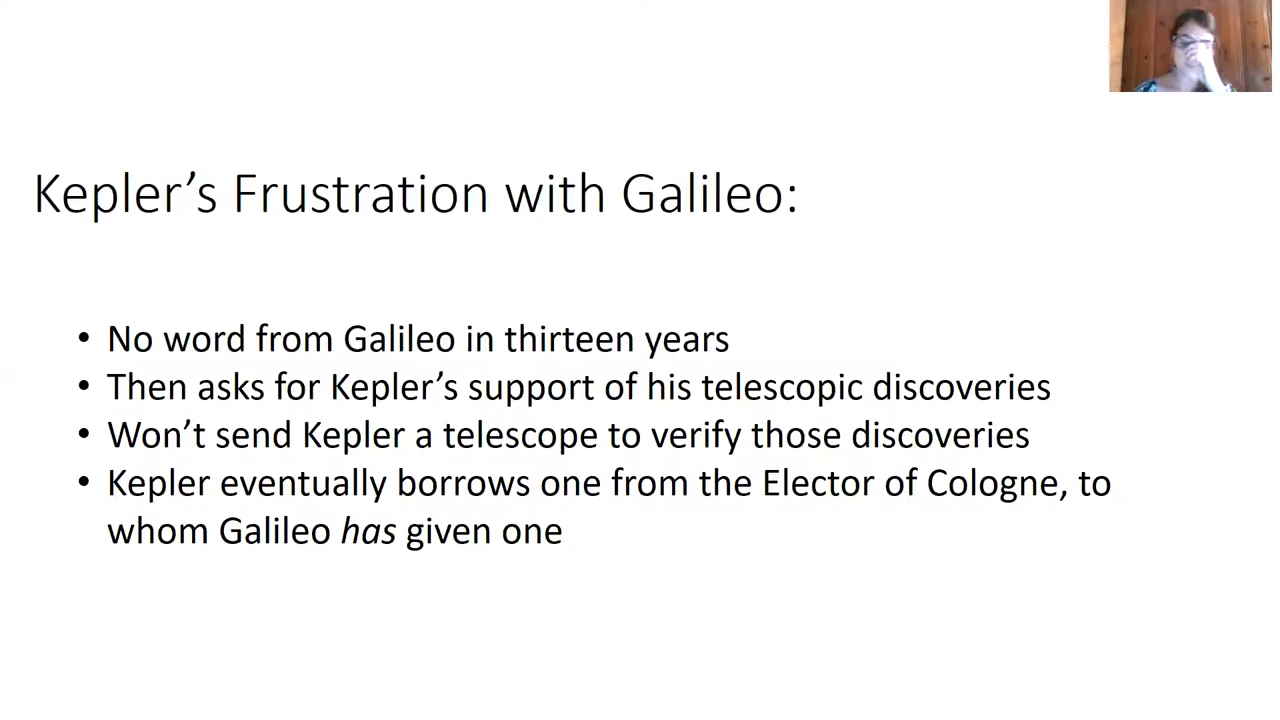 Kepler’s Frustration with Galileo:
• No word from Galileo in thirteen years
• Then asks for Kepler’s support of his telescopic discoveries
• Won’t send Kepler a telescope to verify those discoveries
• Kepler eventually borrows one from the Elector of Cologne, to
whom Galileo has given one